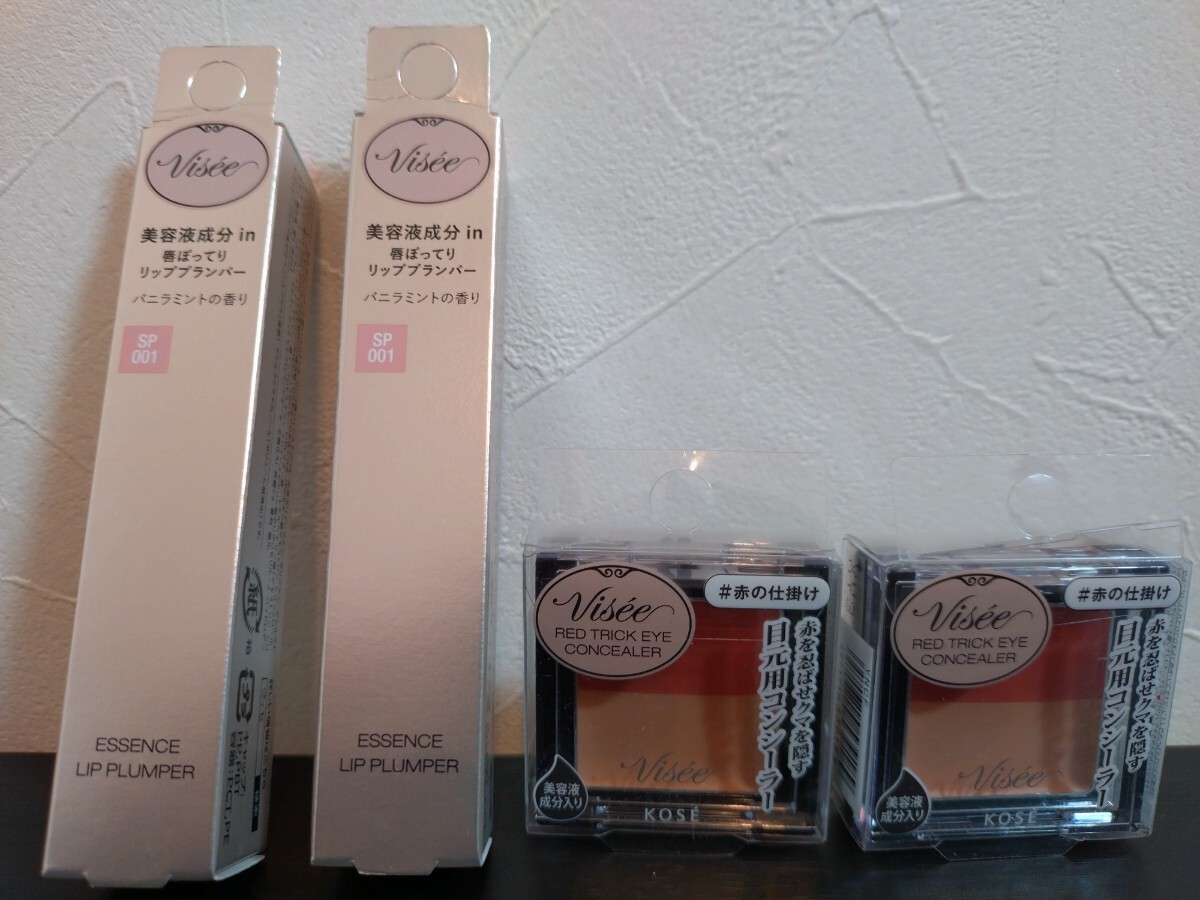 Visée
美容液成分 in
唇ぽってり
リッププランパー
バニラミントの香り
SP
001
ESSENCE
LIP PLUMPER
Visée
美容液成分 in
唇ぽってり
リッププランパー
バニラミントの香り
SP
001
ESSENCE
LIP PLUMPER
Visée
RED TRICK EYE
CONCEALER
#赤の仕掛け
赤を忍ばせクマを隠す
目元用コンシーラー
Visée
美容液
成分入り
KOSÉ
Visée
RED TRICK EYE
CONCEALER
#赤の仕掛け
赤を忍ばせクマを隠す
目元用コンシーラー
Visée
美容液
成分入り
KOSÉ